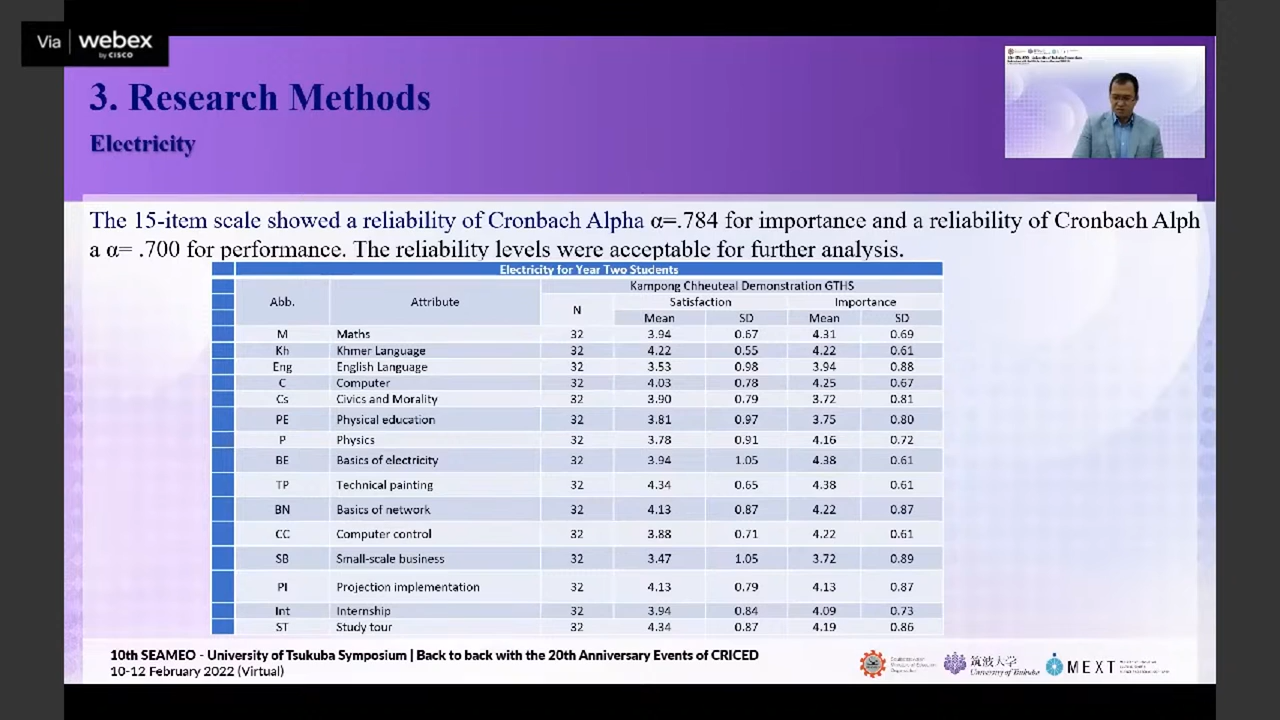 Via webex
by CISCO
3. Research Methods
Electricity
The 15-item scale showed a reliability of Cronbach Alpha α=.784 for importance and a reliability of Cronbach Alph
a α= .700 for performance. The reliability levels were acceptable for further analysis.
Electricity for Year Two Students
Abb. Attribute Kampong Chheuteal Demonstration GTHS
N Satisfaction Importance
Mean SD Mean SD
M Maths 32 3.94 0.67 4.31 0.69
Kh Khmer Language 32 4.22 0.55 4.22 0.61
Eng English Language 32 3.53 0.98 3.94 0.88
C Computer 32 4.03 0.78 4.25 0.67
Cs Civics and Morality 32 3.90 0.79 3.72 0.81
PE Physical education 32 3.81 0.97 3.75 0.80
P Physics 32 3.78 0.91 4.16 0.72
BE Basics of electricity 32 3.94 1.05 4.38 0.61
TP Technical painting 32 4.34 0.65 4.38 0.61
BN Basics of network 32 4.13 0.87 4.22 0.87
CC Computer control 32 3.88 0.71 4.22 0.61
SB Small-scale business 32 3.47 1.05 3.72 0.89
PI Projection implementation 32 4.13 0.79 4.13 0.87
Int Internship 32 3.94 0.84 4.09 0.73
ST Study tour 32 4.34 0.87 4.19 0.86
10th SEAMEO - University of Tsukuba Symposium | Back to back with the 20th Anniversary Events of CRICED
10-12 February 2022 (Virtual)
筑波大学
University of Tsukuba
MEXT